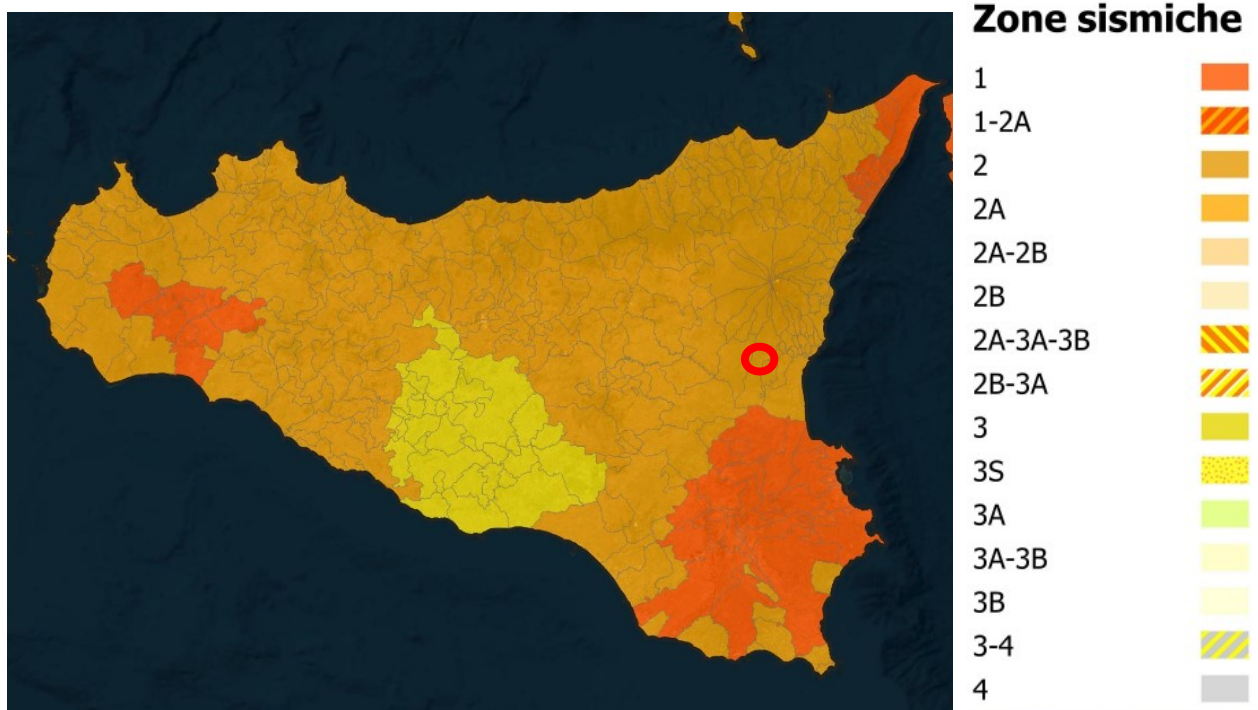 Zone sismiche
1
1-2A
2
2A
2A-2B
2B
2A-3A-3B
2B-3A
3
3S
3A
3A-3B
3B
3-4
4